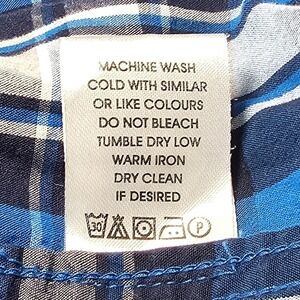 MACHINE WASH
COLD WITH SIMILAR
OR LIKE COLOURS
DO NOT BLEACH
TUMBLE DRY LOW
WARM IRON
DRY CLEAN
IF DESIRED
30 P